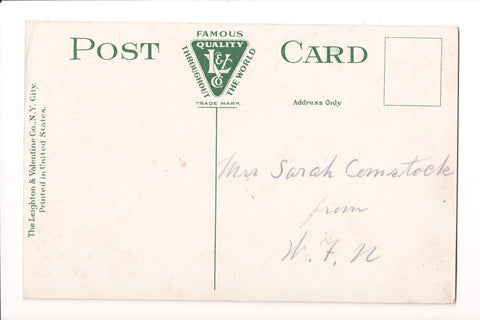 POST CARD
FAMOUS
QUALITY
THROUGHOUT THE WORLD
L&V
Co
TRADE MARK.
Address Only
The Leighton & Valentine Co., N.Y. City.
Printed in United States.
Mrs Sarah Comstock
from
W. F. N